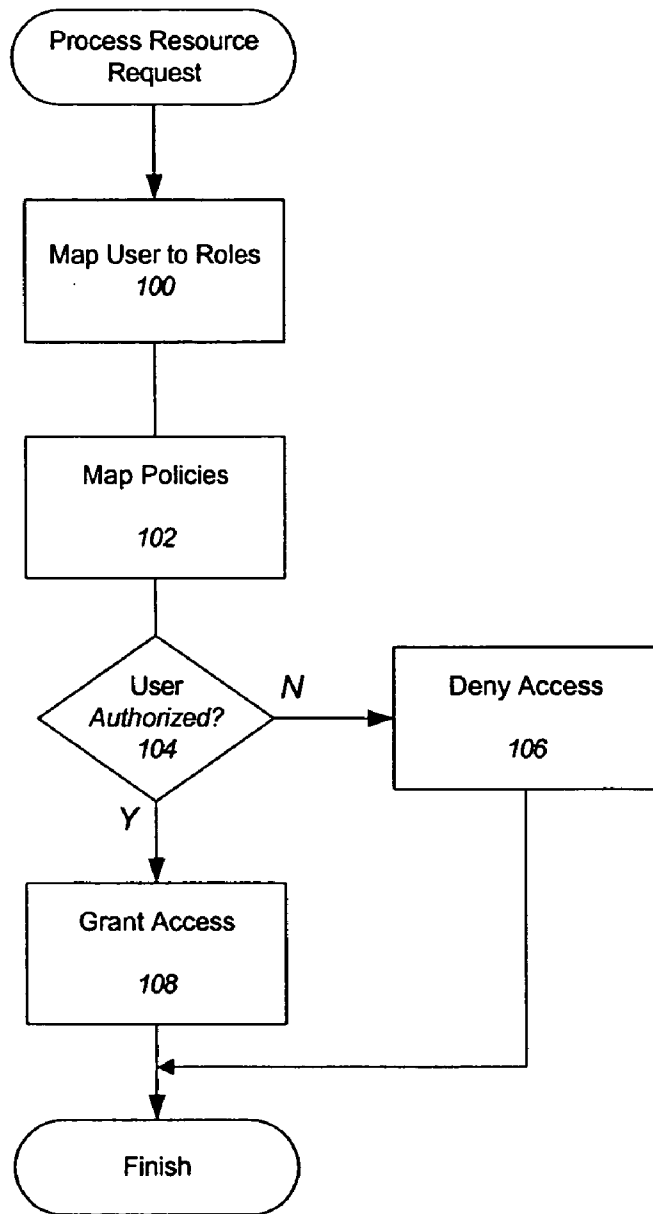 Process Resource
Request
Map User to Roles
100
Map Policies
102
User
Authorized?
104
N
Deny Access
106
Y
Grant Access
108
Finish